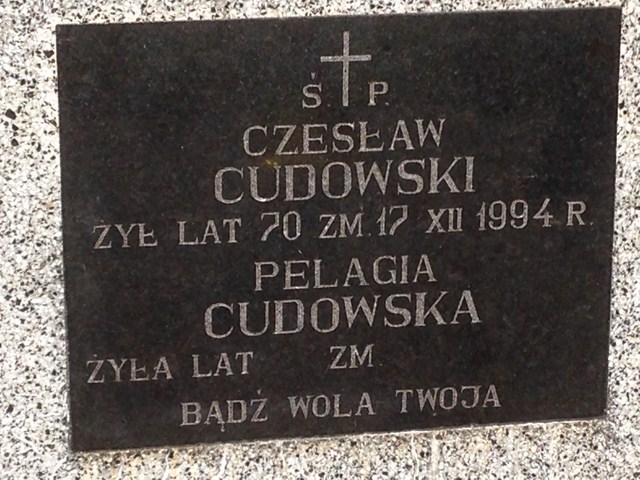 Ś. P.
CZESŁAW
CUDOWSKI
ŻYŁ LAT 70 ZM. 17 XII 1994 R.
PELAGIA
CUDOWSKA
ŻYŁA LAT ZM.
BĄDŹ WOLA TWOJA